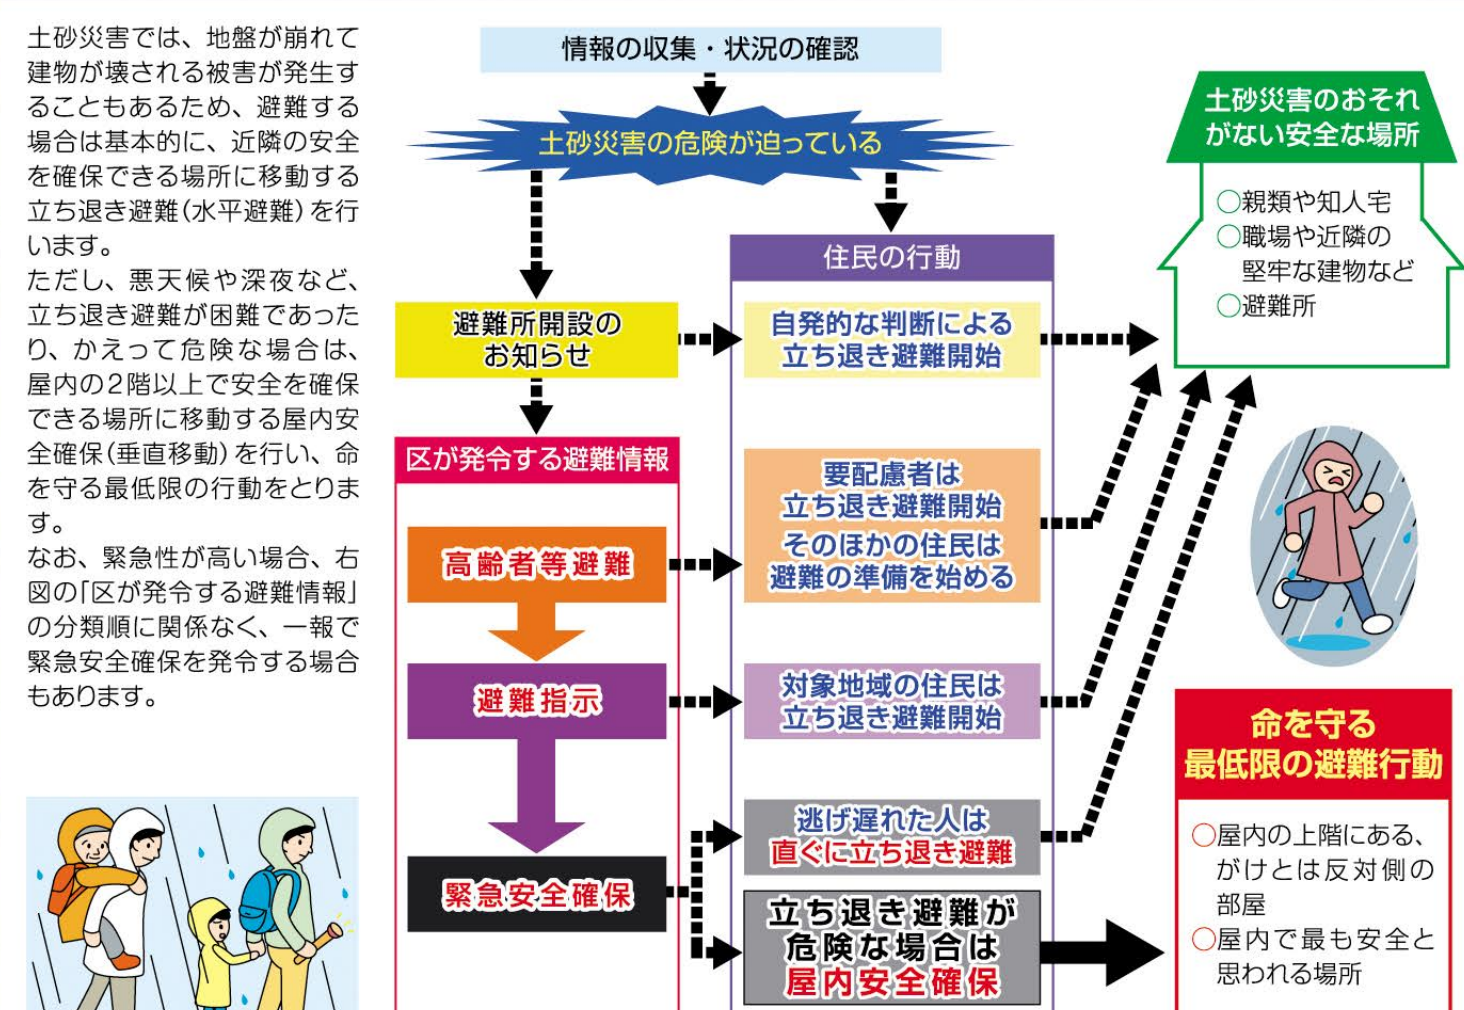 土砂災害では、地盤が崩れて
建物が壊される被害が発生す
ることもあるため、避難する
場合は基本的に、近隣の安全
を確保できる場所に移動する
立ち退き避難(水平避難)を行
います。
ただし、悪天候や深夜など、
立ち退き避難が困難であった
り、かえって危険な場合は、
屋内の2階以上で安全を確保
できる場所に移動する屋内安
全確保(垂直移動)を行い、命
を守る最低限の行動をとりま
す。
なお、緊急性が高い場合、右
図の「区が発令する避難情報」
の分類順に関係なく、一報で
緊急安全確保を発令する場合
もあります。
情報の収集・状況の確認
土砂災害の危険が迫っている
避難所開設の
お知らせ
区が発令する避難情報
高齢者等避難
避難指示
緊急安全確保
住民の行動
自発的な判断による
立ち退き避難開始
要配慮者は
立ち退き避難開始
そのほかの住民は
避難の準備を始める
対象地域の住民は
立ち退き避難開始
逃げ遅れた人は
直ぐに立ち退き避難
立ち退き避難が
危険な場合は
屋内安全確保
土砂災害のおそれ
がない安全な場所
○親類や知人宅
○職場や近隣の
堅牢な建物など
○避難所
命を守る
最低限の避難行動
○屋内の上階にある、
がけとは反対側の
部屋
○屋内で最も安全と
思われる場所